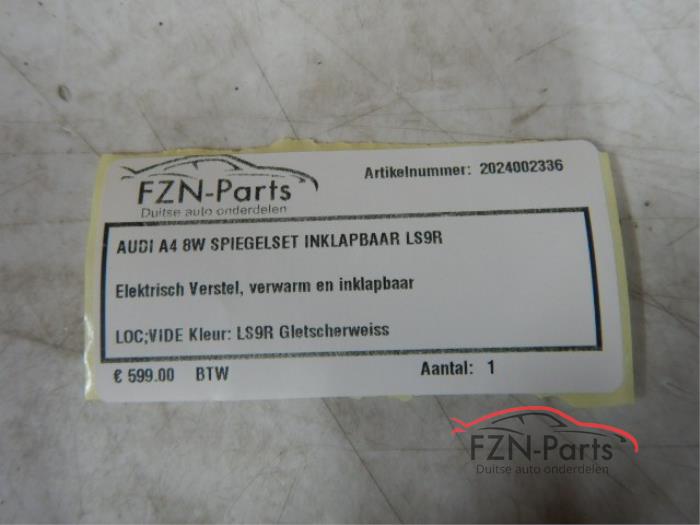 FZN-Parts
Duitse auto onderdelen
Artikelnummer: 2024002336
AUDI A4 8W SPIEGELSET INKLAPBAAR LS9R
Elektrisch Verstel, verwarm en inklapbaar
LOC;VIDE Kleur: LS9R Gletscherweiss
€ 599.00 BTW
Aantal: 1
FZN-Parts
Duitse auto onderdelen